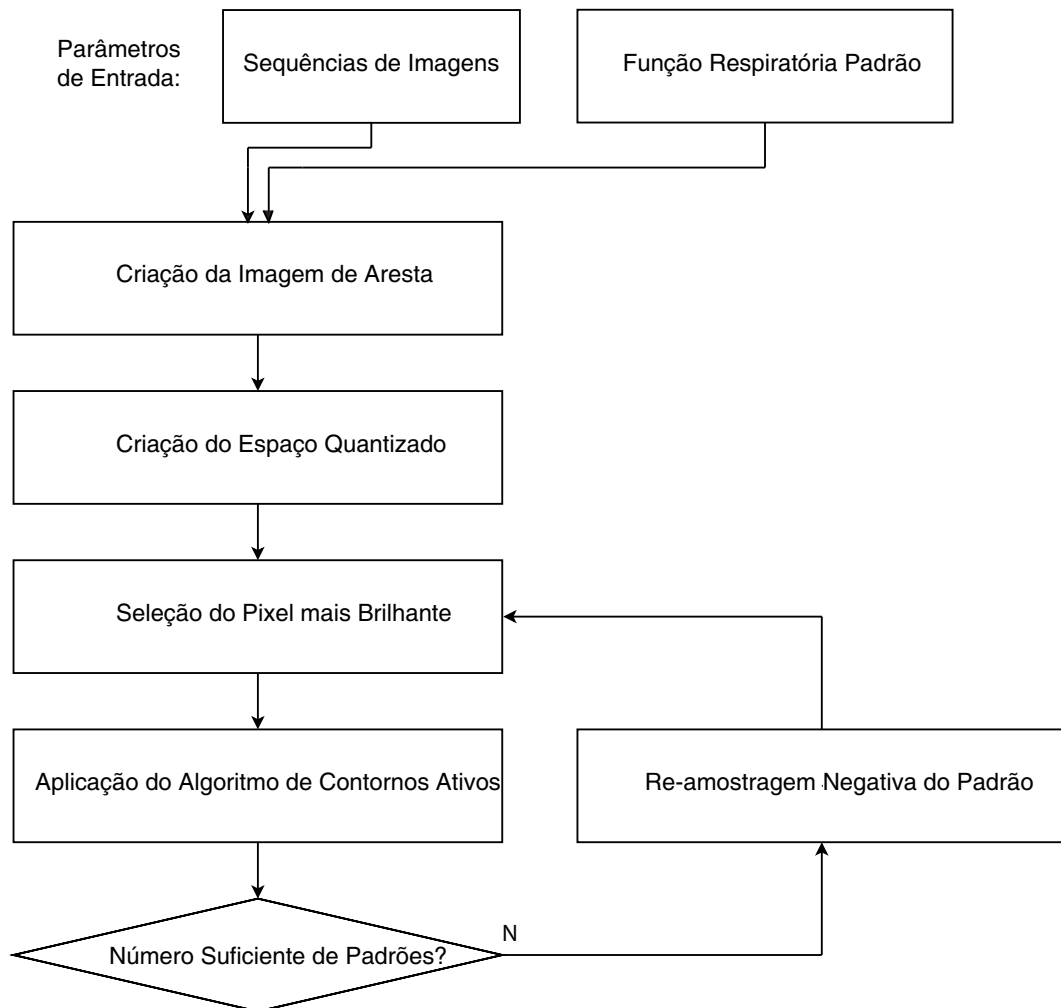 Parâmetros
de Entrada:
Sequências de Imagens
Função Respiratória Padrão
Criação da Imagem de Aresta
Criação do Espaço Quantizado
Seleção do Pixel mais Brilhante
Aplicação do Algoritmo de Contornos Ativos
Re-amostragem Negativa do Padrão
Número Suficiente de Padrões?
N